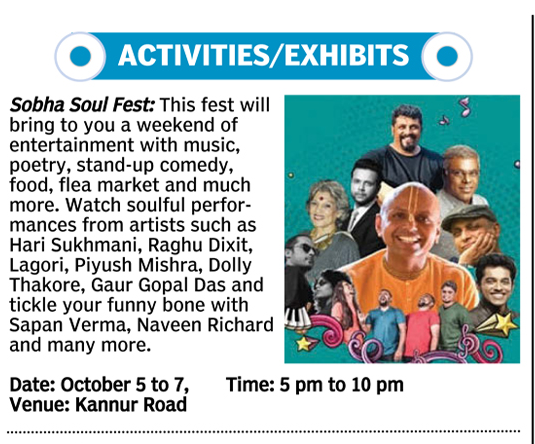 ACTIVITIES/EXHIBITS
Sobha Soul Fest: This fest will
bring to you a weekend of
entertainment with music,
poetry, stand-up comedy,
food, flea market and much
more. Watch soulful perfor-
mances from artists such as
Hari Sukhmani, Raghu Dixit,
Lagori, Piyush Mishra, Dolly
Thakore, Gaur Gopal Das and
tickle your funny bone with
Sapan Verma, Naveen Richard
and many more.
Date: October 5 to 7, Time: 5 pm to 10 pm
Venue: Kannur Road